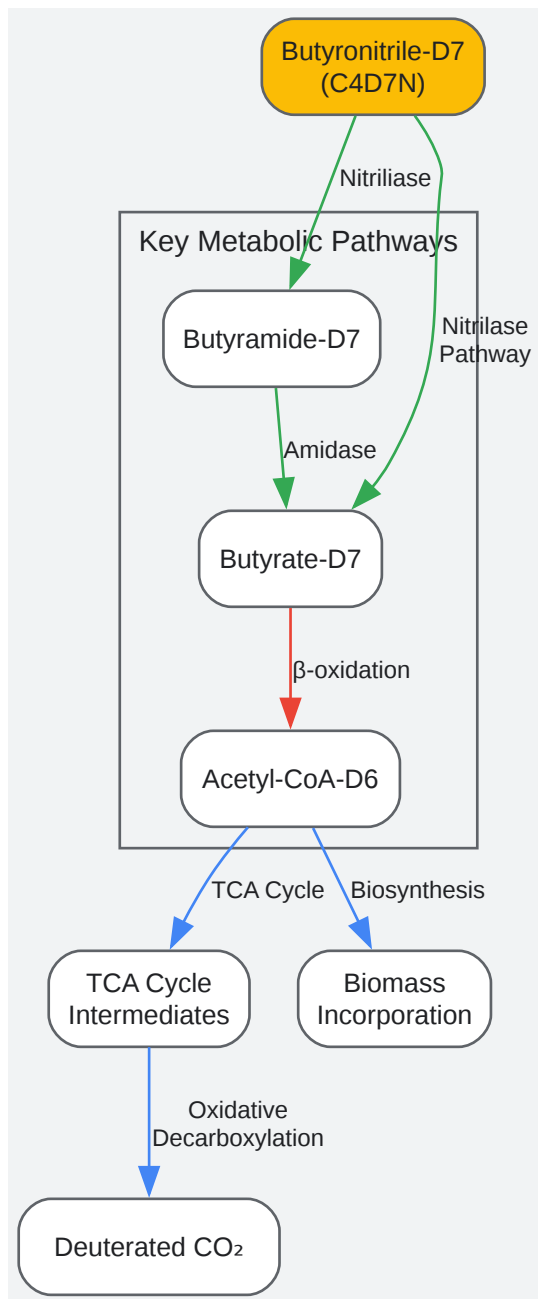 Butyronitrile-D7
(C4D7N)
Nitriliase
Key Metabolic Pathways
Nitrilase
Pathway
Butyramide-D7
Amidase
Butyrate-D7
β-oxidation
Acetyl-CoA-D6
TCA Cycle
Biosynthesis
TCA Cycle
Intermediates
Biomass
Incorporation
Oxidative
Decarboxylation
Deuterated CO₂